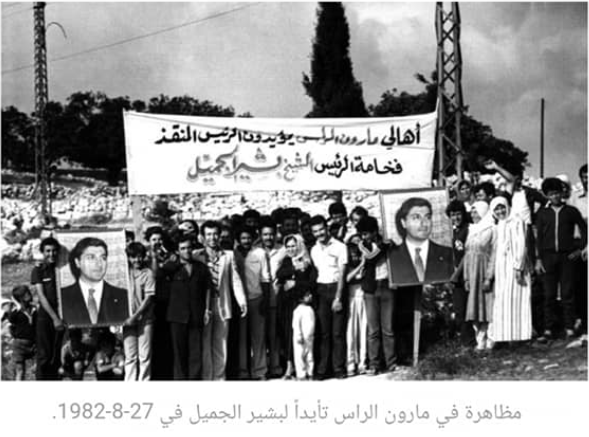 أهالي مارون الراس يؤيدون الرئيس المنقذ
فخامة الرئيس الشيخ بشير الجميّل
مظاهرة في مارون الراس تأيداً لبشير الجميل في 27-8-1982.